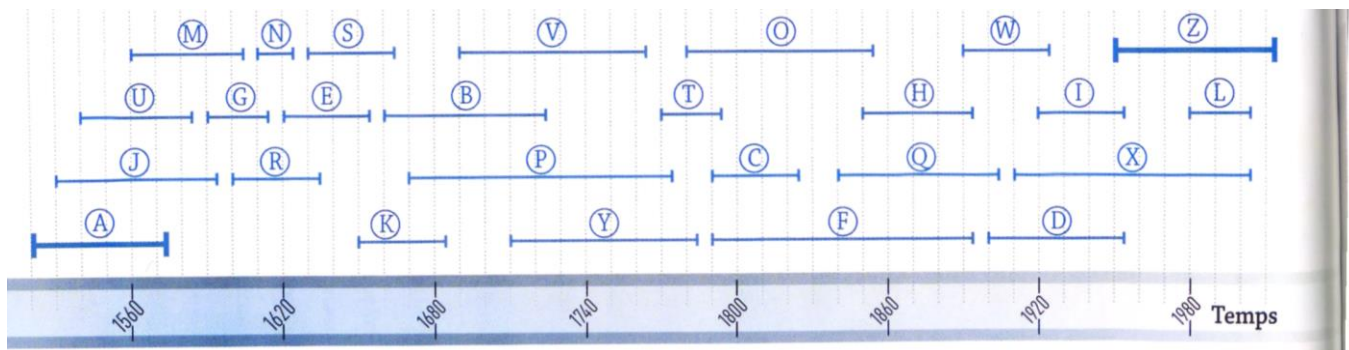 M N S V O W Z
U G E B T H I L
J R P C Q X
A K Y F D
1560 1620 1680 1740 1800 1860 1920 1980 Temps